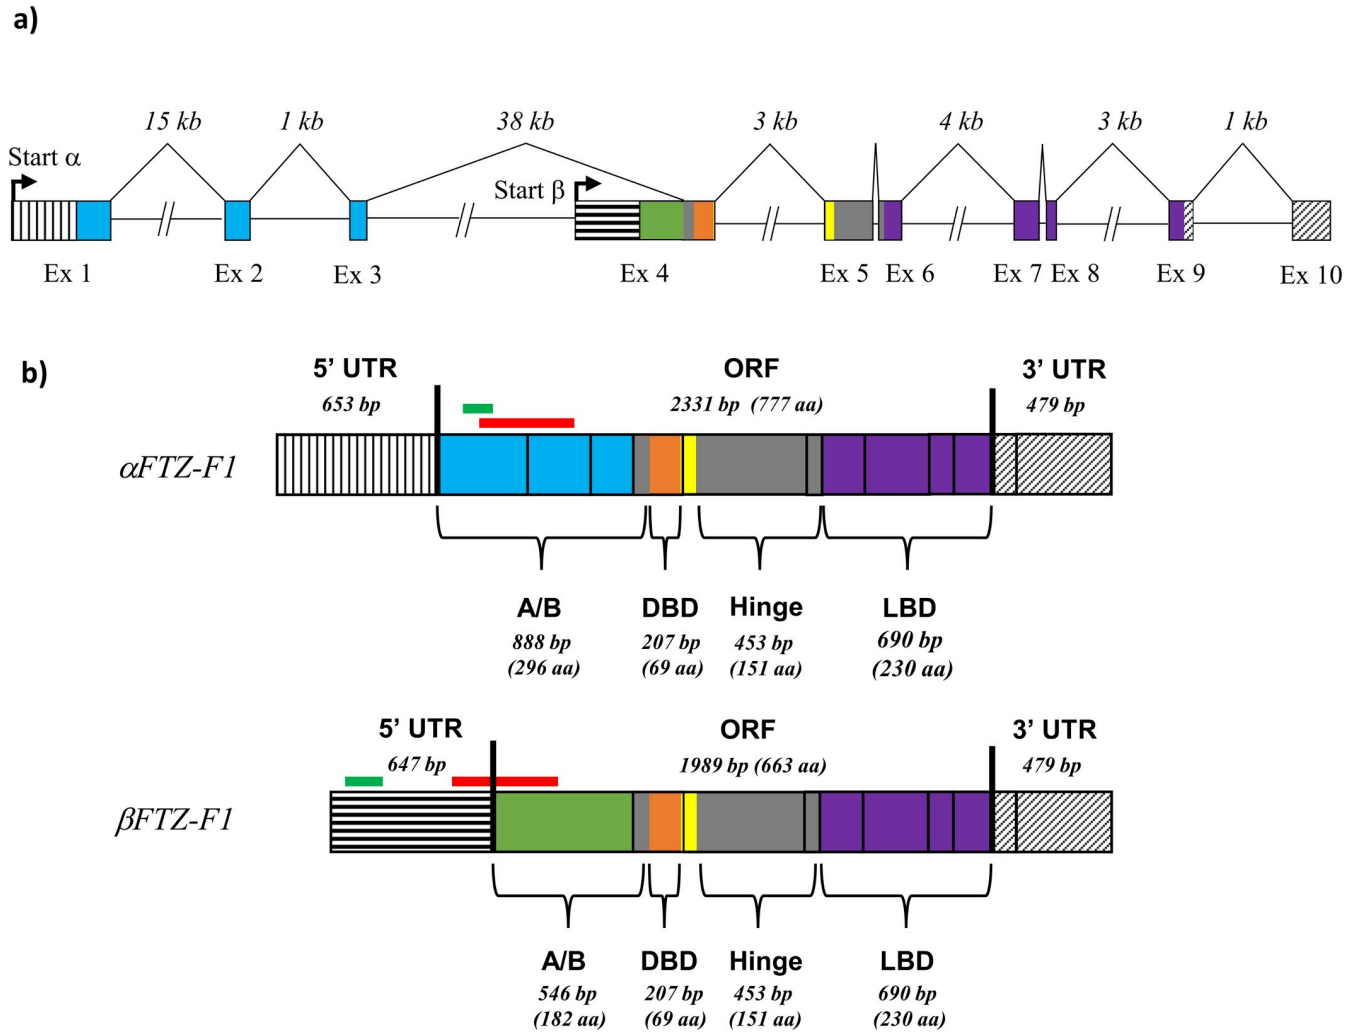 a)
15 kb 1 kb 38 kb 3 kb 4 kb 3 kb 1 kb
Start α
Start β
Ex 1 Ex 2 Ex 3 Ex 4 Ex 5 Ex 6 Ex 7 Ex 8 Ex 9 Ex 10
b)
5’ UTR ORF 3’ UTR
653 bp 2331 bp (777 aa) 479 bp
αFTZ-F1
A/B DBD Hinge LBD
888 bp 207 bp 453 bp 690 bp
(296 aa) (69 aa) (151 aa) (230 aa)
5’ UTR ORF 3’ UTR
647 bp 1989 bp (663 aa) 479 bp
βFTZ-F1
A/B DBD Hinge LBD
546 bp 207 bp 453 bp 690 bp
(182 aa) (69 aa) (151 aa) (230 aa)